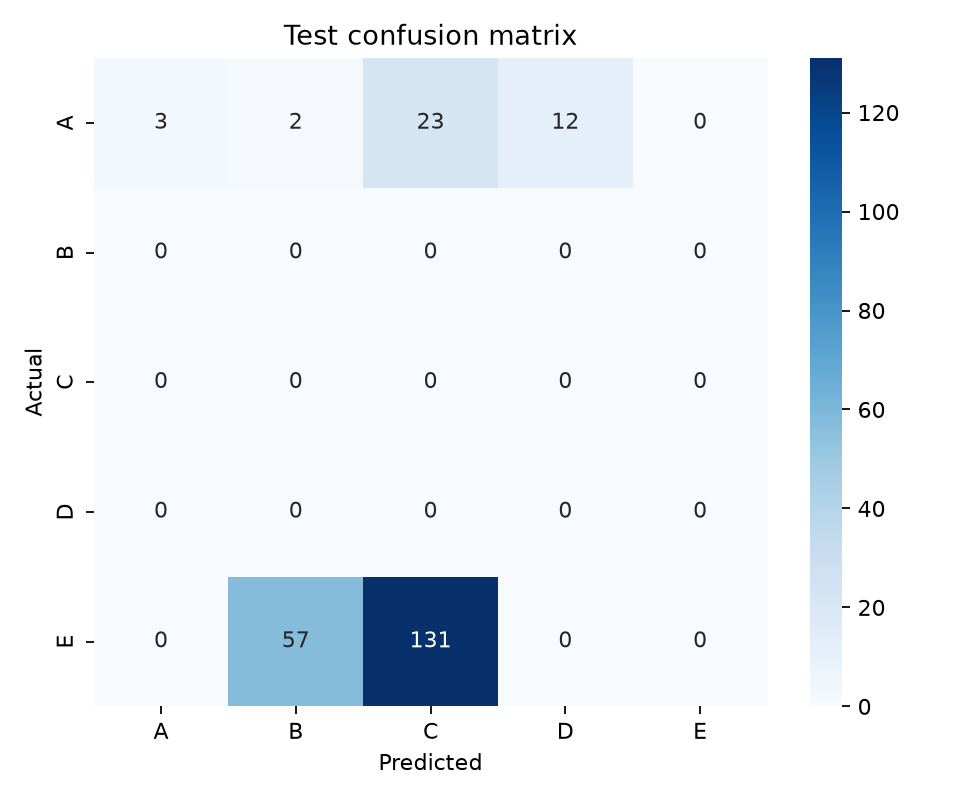 Test confusion matrix
A 3 2 23 12 0
B 0 0 0 0 0
C 0 0 0 0 0
D 0 0 0 0 0
E 0 57 131 0 0
A B C D E
Predicted
Actual
120
100
80
60
40
20
0